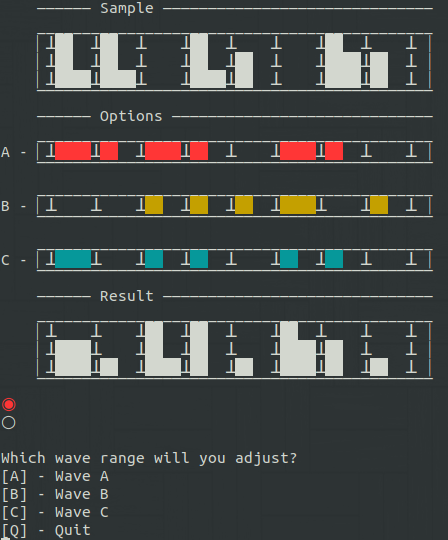 Sample
Options
A -
B -
C -
Result
Which wave range will you adjust?
[A] - Wave A
[B] - Wave B
[C] - Wave C
[Q] - Quit